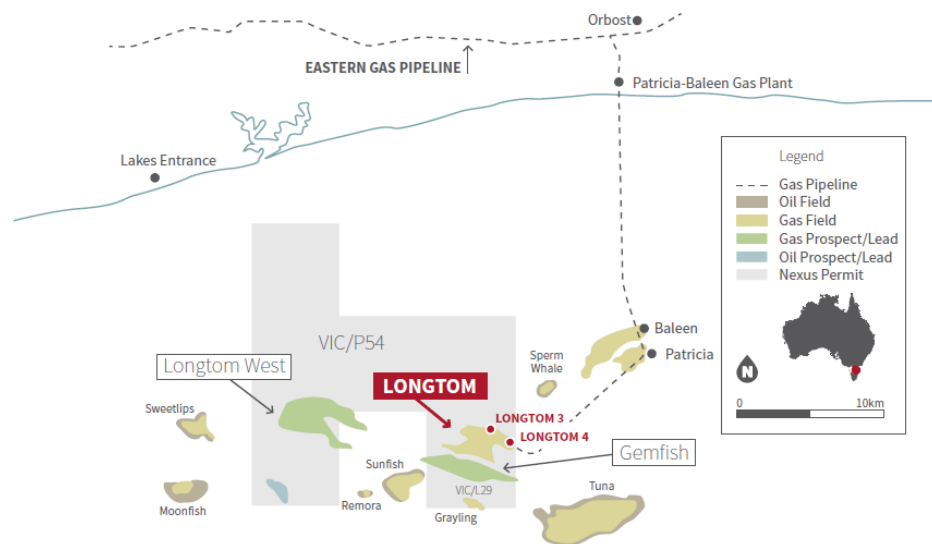 Orbost
EASTERN GAS PIPELINE
Patricia-Baleen Gas Plant
Lakes Entrance
Legend
Gas Pipeline
Oil Field
Gas Field
Gas Prospect/Lead
Oil Prospect/Lead
Nexus Permit
N
0 10km
VIC/P54
Baleen
Patricia
Sperm
Whale
Longtom West
LONGTOM
LONGTOM 3
LONGTOM 4
Sweetlips
Gemfish
Sunfish
VIC/L29
Tuna
Moonfish
Remora
Grayling